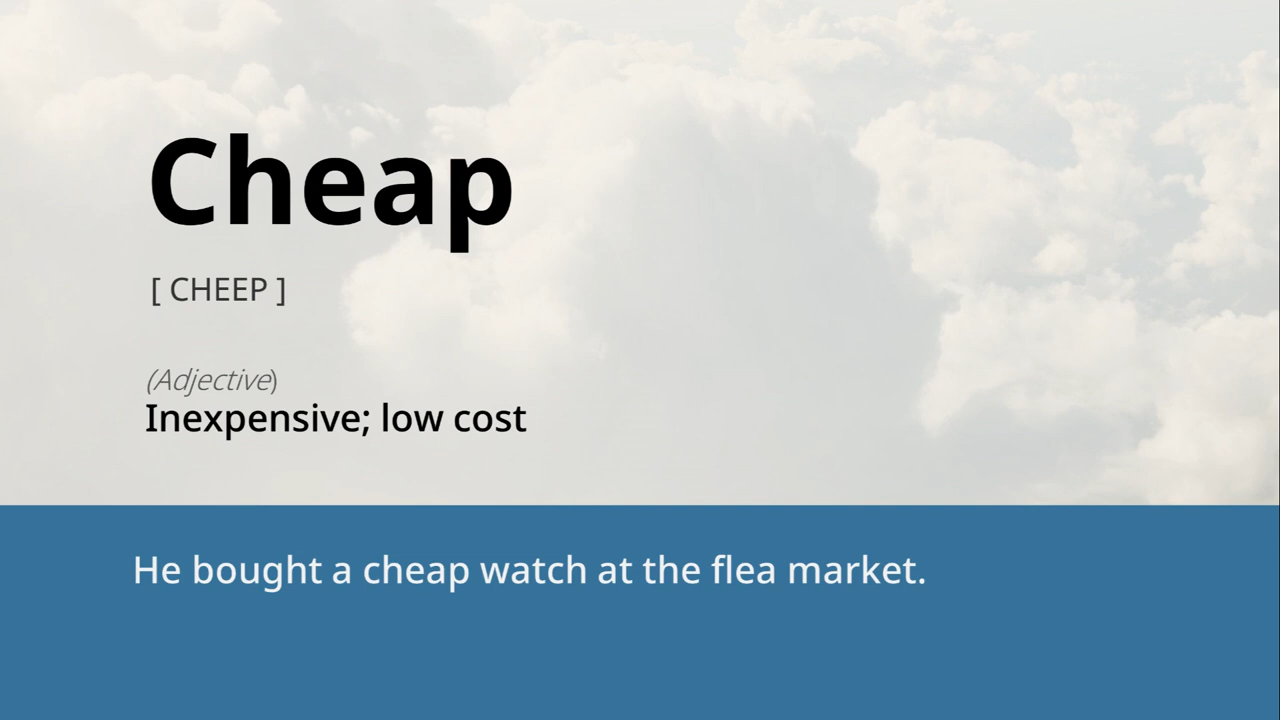 Cheap
[ CHEEP ]
(Adjective)
Inexpensive; low cost
He bought a cheap watch at the flea market.